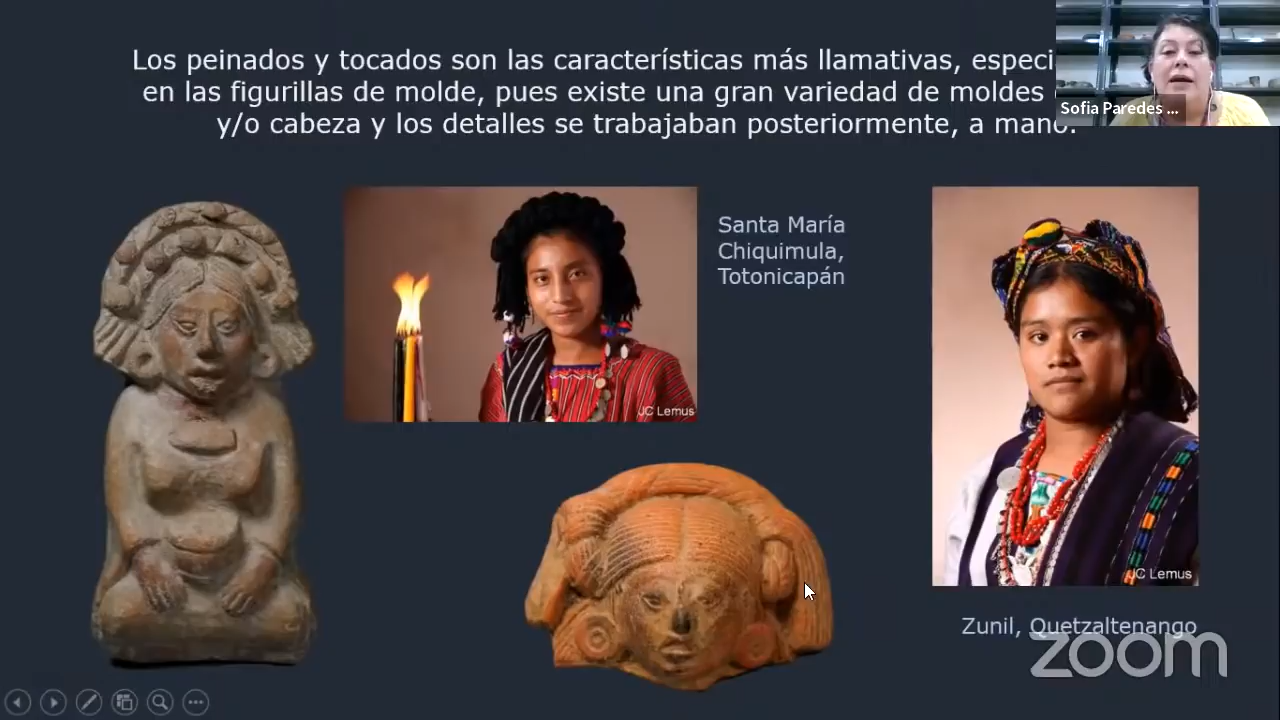 Los peinados y tocados son las características más llamativas, especi
en las figurillas de molde, pues existe una gran variedad de moldes
y/o cabeza y los detalles se trabajaban posteriormente, a mano.
Sofia Paredes ...
Santa María
Chiquimula,
Totonicapán
JC Lemus
JC Lemus
Zunil, Quetzaltenango
zoom